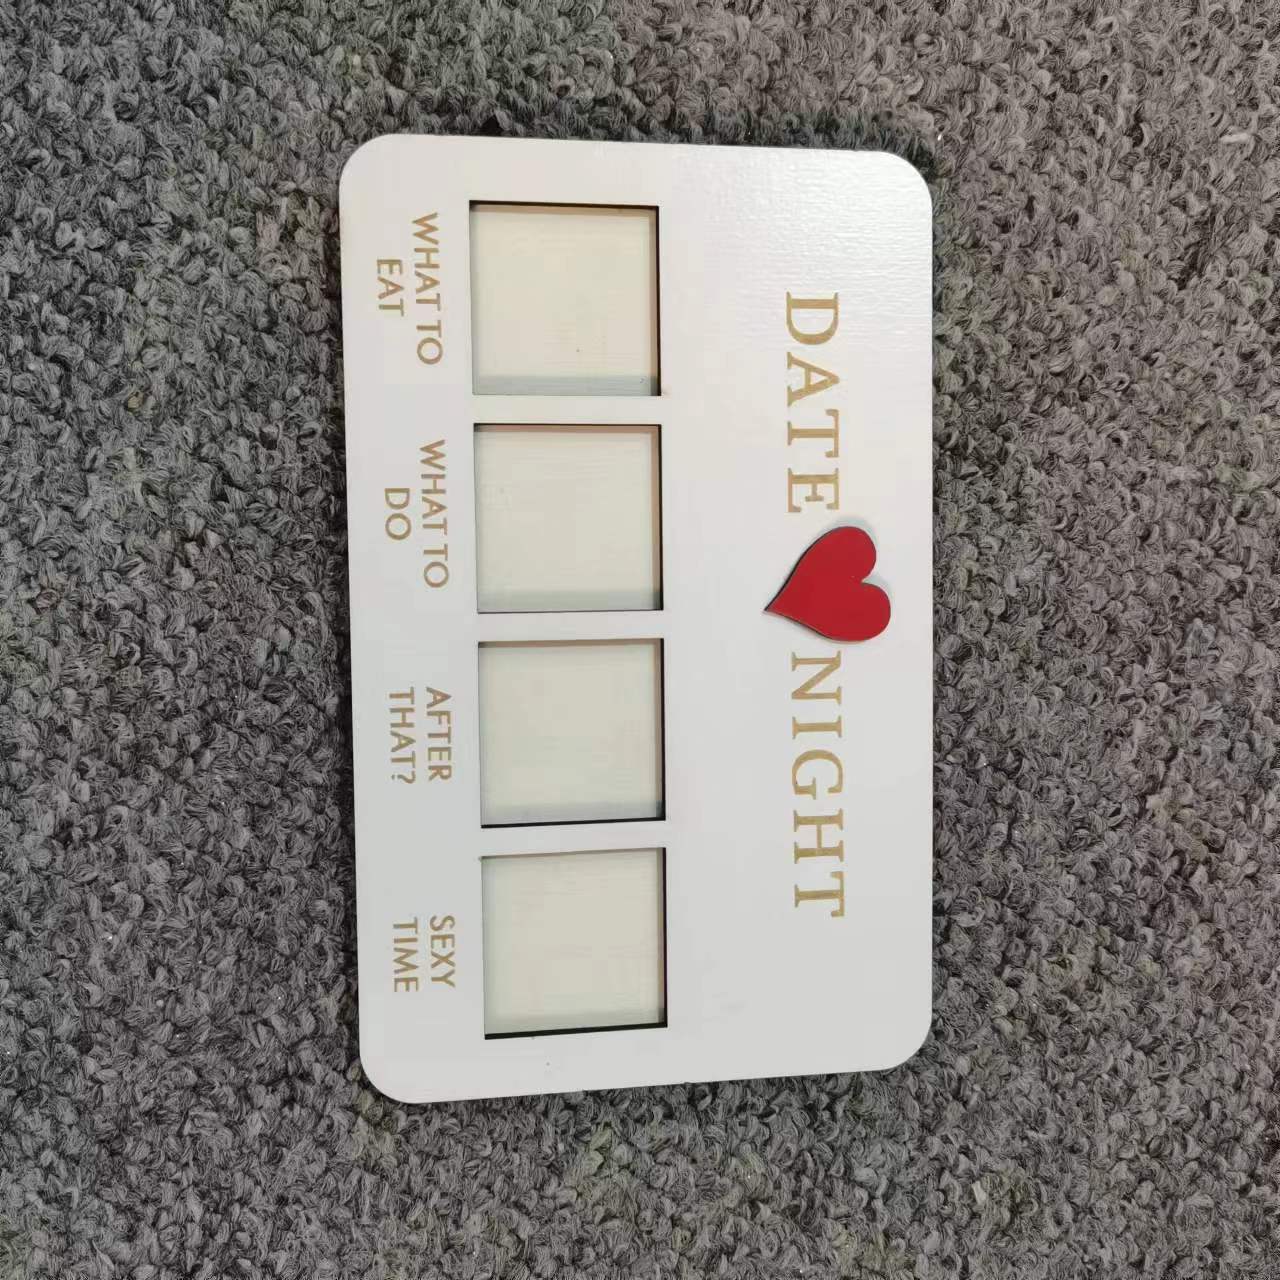 DATE NIGHT
WHAT TO
EAT
WHAT TO
DO
AFTER
THAT?
SEXY
TIME